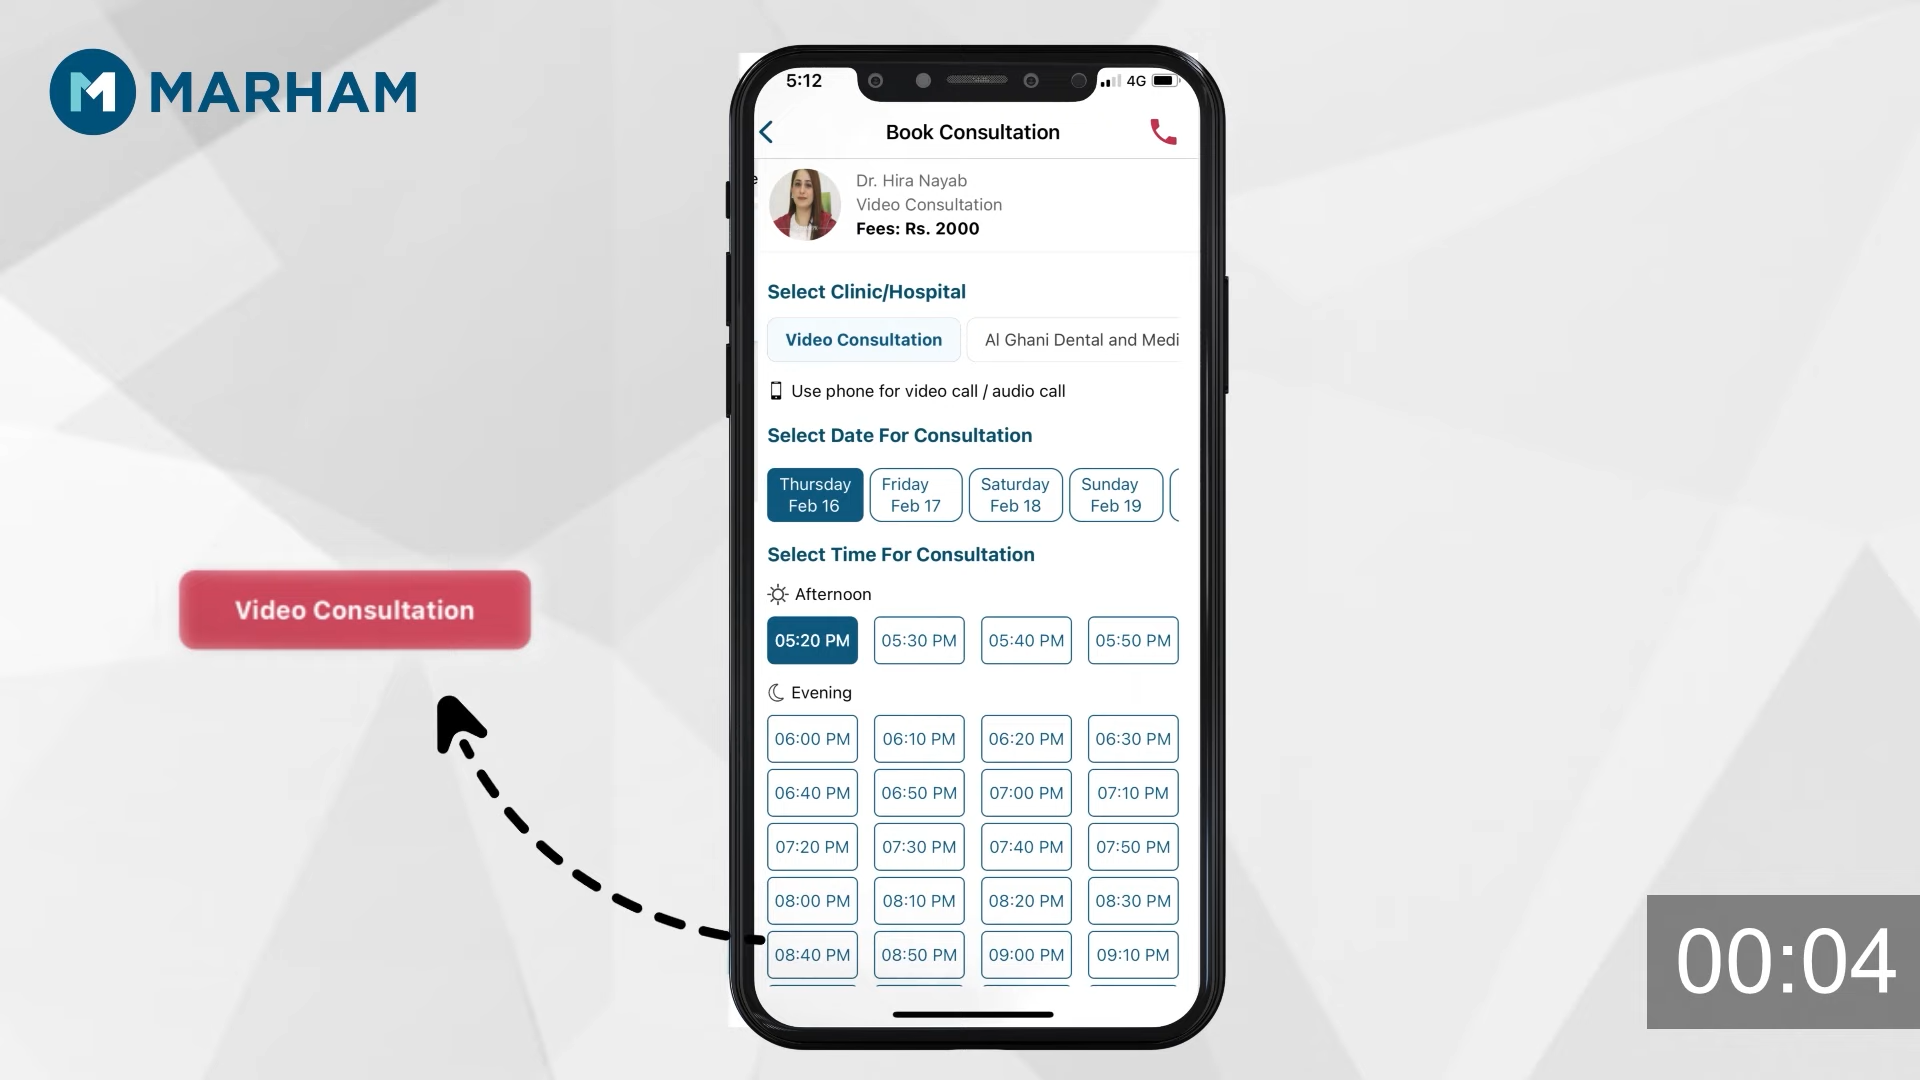 MARHAM
5:12
4G
Book Consultation
Dr. Hira Nayab
Video Consultation
Fees: Rs. 2000
Select Clinic/Hospital
Video Consultation
Al Ghani Dental and Medi
Use phone for video call / audio call
Select Date For Consultation
Thursday
Feb 16
Friday
Feb 17
Saturday
Feb 18
Sunday
Feb 19
Select Time For Consultation
Afternoon
05:20 PM 05:30 PM 05:40 PM 05:50 PM
Evening
06:00 PM 06:10 PM 06:20 PM 06:30 PM
06:40 PM 06:50 PM 07:00 PM 07:10 PM
07:20 PM 07:30 PM 07:40 PM 07:50 PM
08:00 PM 08:10 PM 08:20 PM 08:30 PM
08:40 PM 08:50 PM 09:00 PM 09:10 PM
Video Consultation
00:04